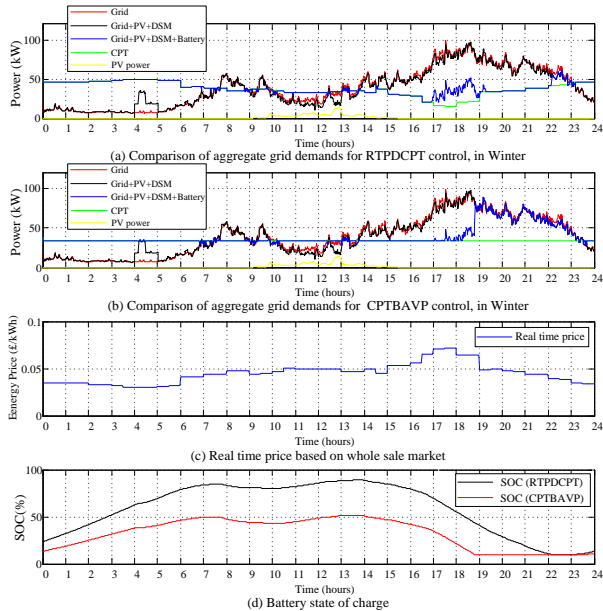 Grid
Grid+PV+DSM
Grid+PV+DSM+Battery
CPT
PV power
Power (kW)
100
50
0
0 1 2 3 4 5 6 7 8 9 10 11 12 13 14 15 16 17 18 19 20 21 22 23 24
Time (hours)
(a) Comparison of aggregate grid demands for RTPDCPT control, in Winter
Grid
Grid+PV+DSM
Grid+PV+DSM+Battery
CPT
PV power
Power (kW)
100
50
0
0 1 2 3 4 5 6 7 8 9 10 11 12 13 14 15 16 17 18 19 20 21 22 23 24
Time (hours)
(b) Comparison of aggregate grid demands for CPTBAVP control, in Winter
Real time price
Eenergy Price (£/kWh)
0.1
0.05
0
0 1 2 3 4 5 6 7 8 9 10 11 12 13 14 15 16 17 18 19 20 21 22 23 24
Time (hours)
(c) Real time price based on whole sale market
SOC (RTPDCPT)
SOC (CPTBAVP)
SOC(%)
100
50
0
0 1 2 3 4 5 6 7 8 9 10 11 12 13 14 15 16 17 18 19 20 21 22 23 24
Time (hours)
(d) Battery state of charge